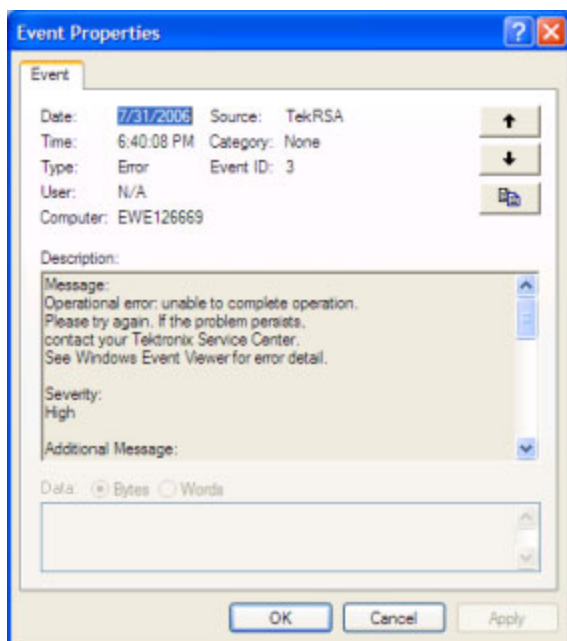 Event Properties
Event
Date: 7/31/2006 Source: TekRSA
Time: 6:40:08 PM Category: None
Type: Error Event ID: 3
User: N/A
Computer: EWE126669
Description:
Message:
Operational error: unable to complete operation.
Please try again. If the problem persists,
contact your Tektronix Service Center.
See Windows Event Viewer for error detail.
Severity:
High
Additional Message:
Data: Bytes Words
OK Cancel Apply